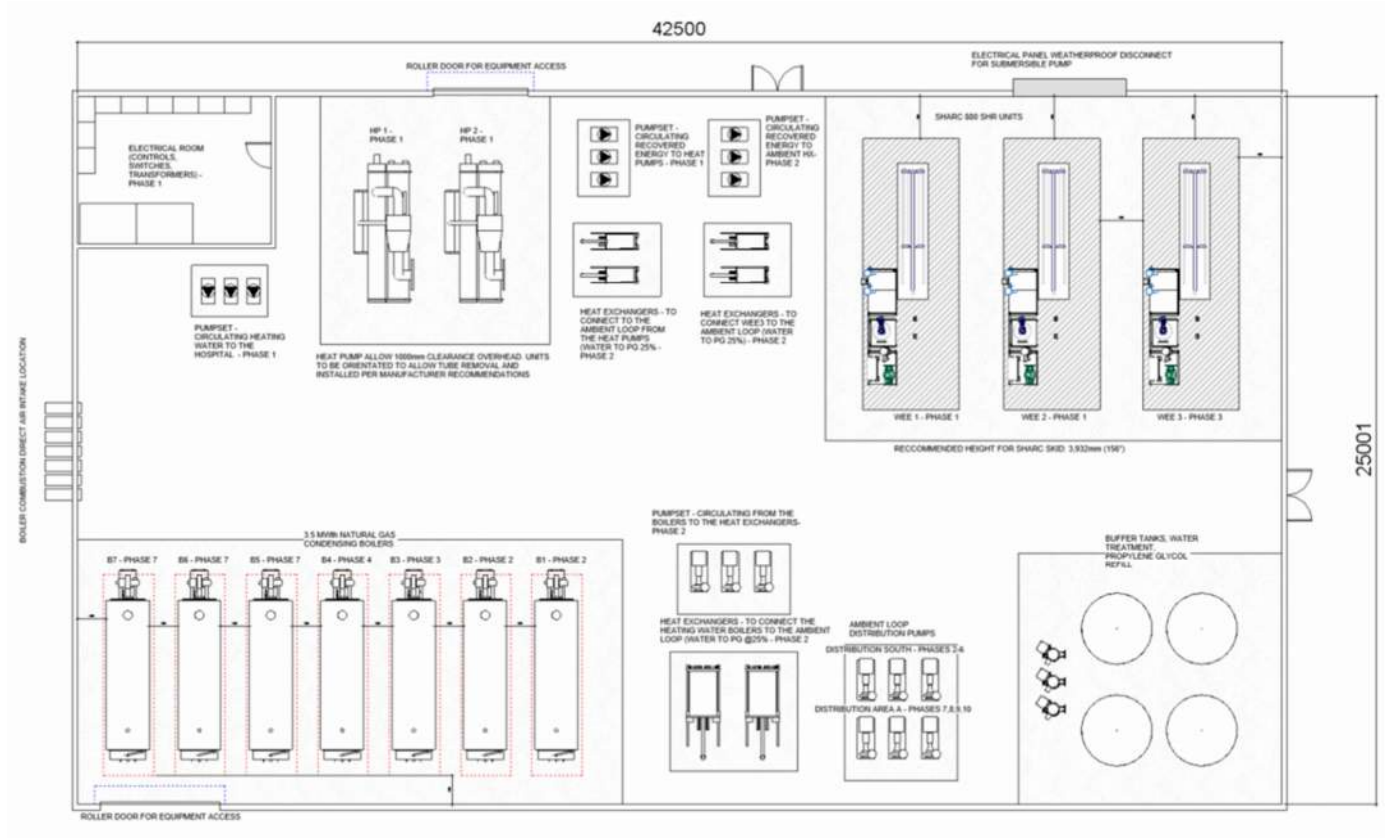 42500
ROLLER DOOR FOR EQUIPMENT ACCESS
ELECTRICAL PANEL WEATHERPROOF DISCONNECT
FOR SUBMERSIBLE PUMP
ELECTRICAL ROOM
(CONTROLS,
SWITCHES,
TRANSFORMERS) -
PHASE 1
HP 1 -
PHASE 1
HP 2 -
PHASE 1
PUMPSET -
CIRCULATING
RECOVERED
ENERGY TO HEAT
PUMPS - PHASE 1
PUMPSET -
CIRCULATING
RECOVERED
ENERGY TO
AMBIENT HX-
PHASE 2
SHARC 880 SHR UNITS
PUMPSET -
CIRCULATING HEATING
WATER TO THE
HOSPITAL - PHASE 1
HEAT PUMP ALLOW 1000mm CLEARANCE OVERHEAD. UNITS
TO BE ORIENTATED TO ALLOW TUBE REMOVAL AND
INSTALLED PER MANUFACTURER RECOMMENDATIONS
HEAT EXCHANGERS - TO
CONNECT TO THE
AMBIENT LOOP FROM
THE HEAT PUMPS
(WATER TO PG 25% -
PHASE 2
HEAT EXCHANGERS - TO
CONNECT WEE3 TO THE
AMBIENT LOOP (WATER
TO PG 25%) - PHASE 2
WEE 1 - PHASE 1
WEE 2 - PHASE 1
WEE 3 - PHASE 3
RECCOMMENDED HEIGHT FOR SHARC SKID: 3,932mm (156")
25001
BOILER COMBUSTION DIRECT AIR INTAKE LOCATION
3.5 MWth NATURAL GAS
CONDENSING BOILERS
B7 - PHASE 7
B6 - PHASE 7
B5 - PHASE 7
B4 - PHASE 4
B3 - PHASE 3
B2 - PHASE 2
B1 - PHASE 2
PUMPSET - CIRCULATING FROM THE
BOILERS TO THE HEAT EXCHANGERS-
PHASE 2
HEAT EXCHANGERS - TO CONNECT THE
HEATING WATER BOILERS TO THE AMBIENT
LOOP (WATER TO PG @25% - PHASE 2
AMBIENT LOOP
DISTRIBUTION PUMPS
DISTRIBUTION SOUTH - PHASES 2-6
DISTRIBUTION AREA A - PHASES 7,8,9,10
BUFFER TANKS, WATER
TREATMENT,
PROPYLENE GLYCOL
REFILL
ROLLER DOOR FOR EQUIPMENT ACCESS